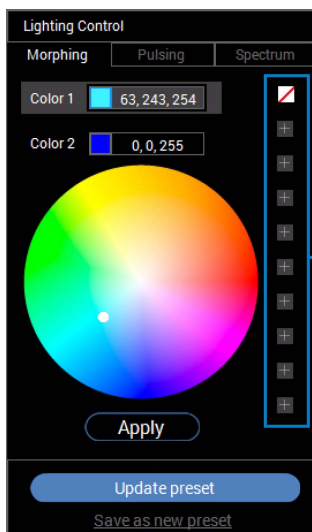 Lighting Control
Morphing Pulsing Spectrum
Color 1 63, 243, 254
Color 2 0, 0, 255
Apply
Update preset
Save as new preset